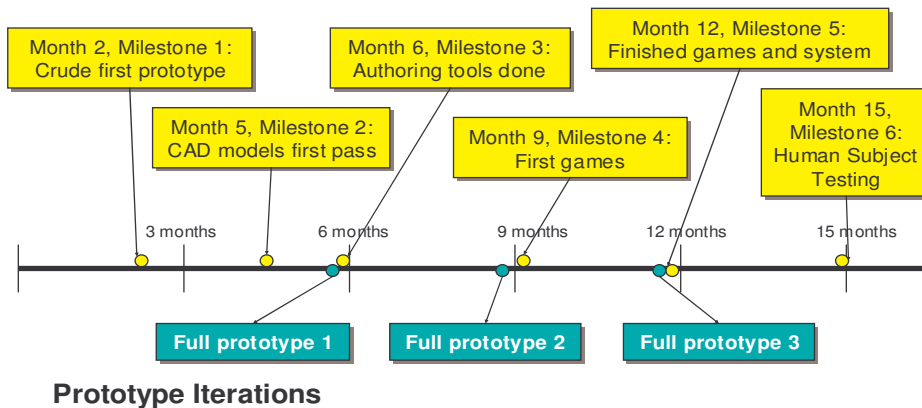 Month 2, Milestone 1:
Crude first prototype
Month 6, Milestone 3:
Authoring tools done
Month 12, Milestone 5:
Finished games and system
Month 5, Milestone 2:
CAD models first pass
Month 9, Milestone 4:
First games
Month 15,
Milestone 6:
Human Subject
Testing
3 months
6 months
9 months
12 months
15 months
Full prototype 1
Full prototype 2
Full prototype 3
Prototype Iterations